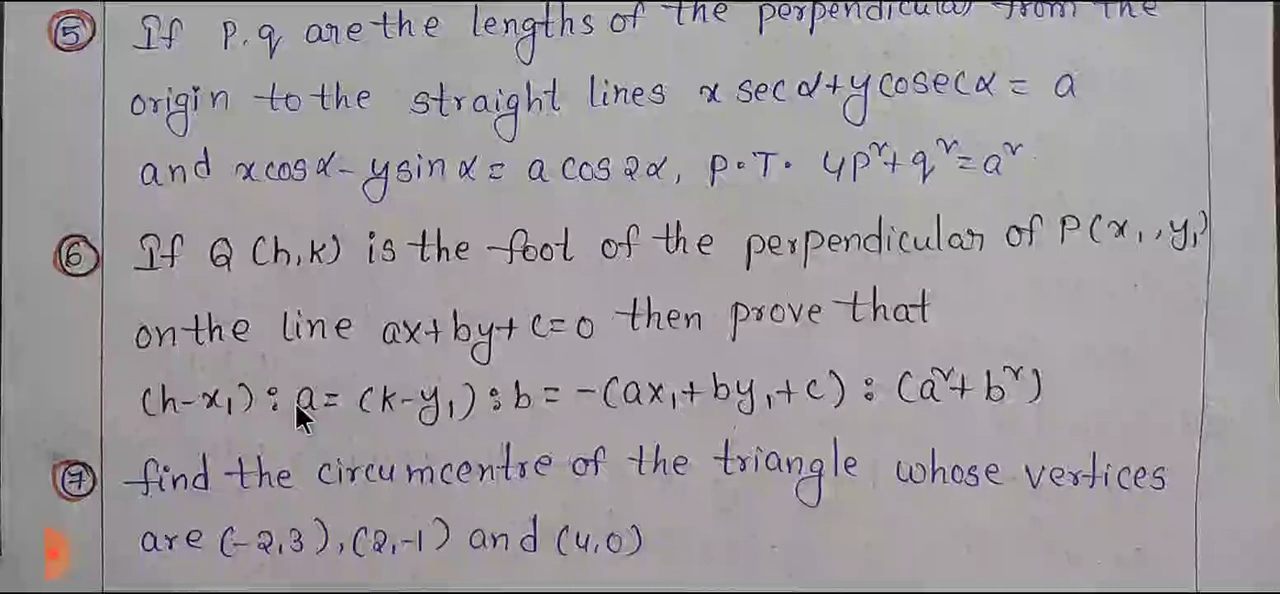 ⑤ If P.q are the lengths of the perpendicular from the
origin to the straight lines x sec α + y cosec α = a
and x cos α - y sin α = a cos 2α, P.T. 4p² + q² = a²
⑥ If Q (h,k) is the foot of the perpendicular of P(x₁, y₁)
on the line ax+by+c=0 then prove that
(h-x₁) : a = (k-y₁) : b = -(ax₁+by₁+c) : (a²+b²)
⑦ find the circumcentre of the triangle whose vertices
are (-2,3), (2,-1) and (4,0)